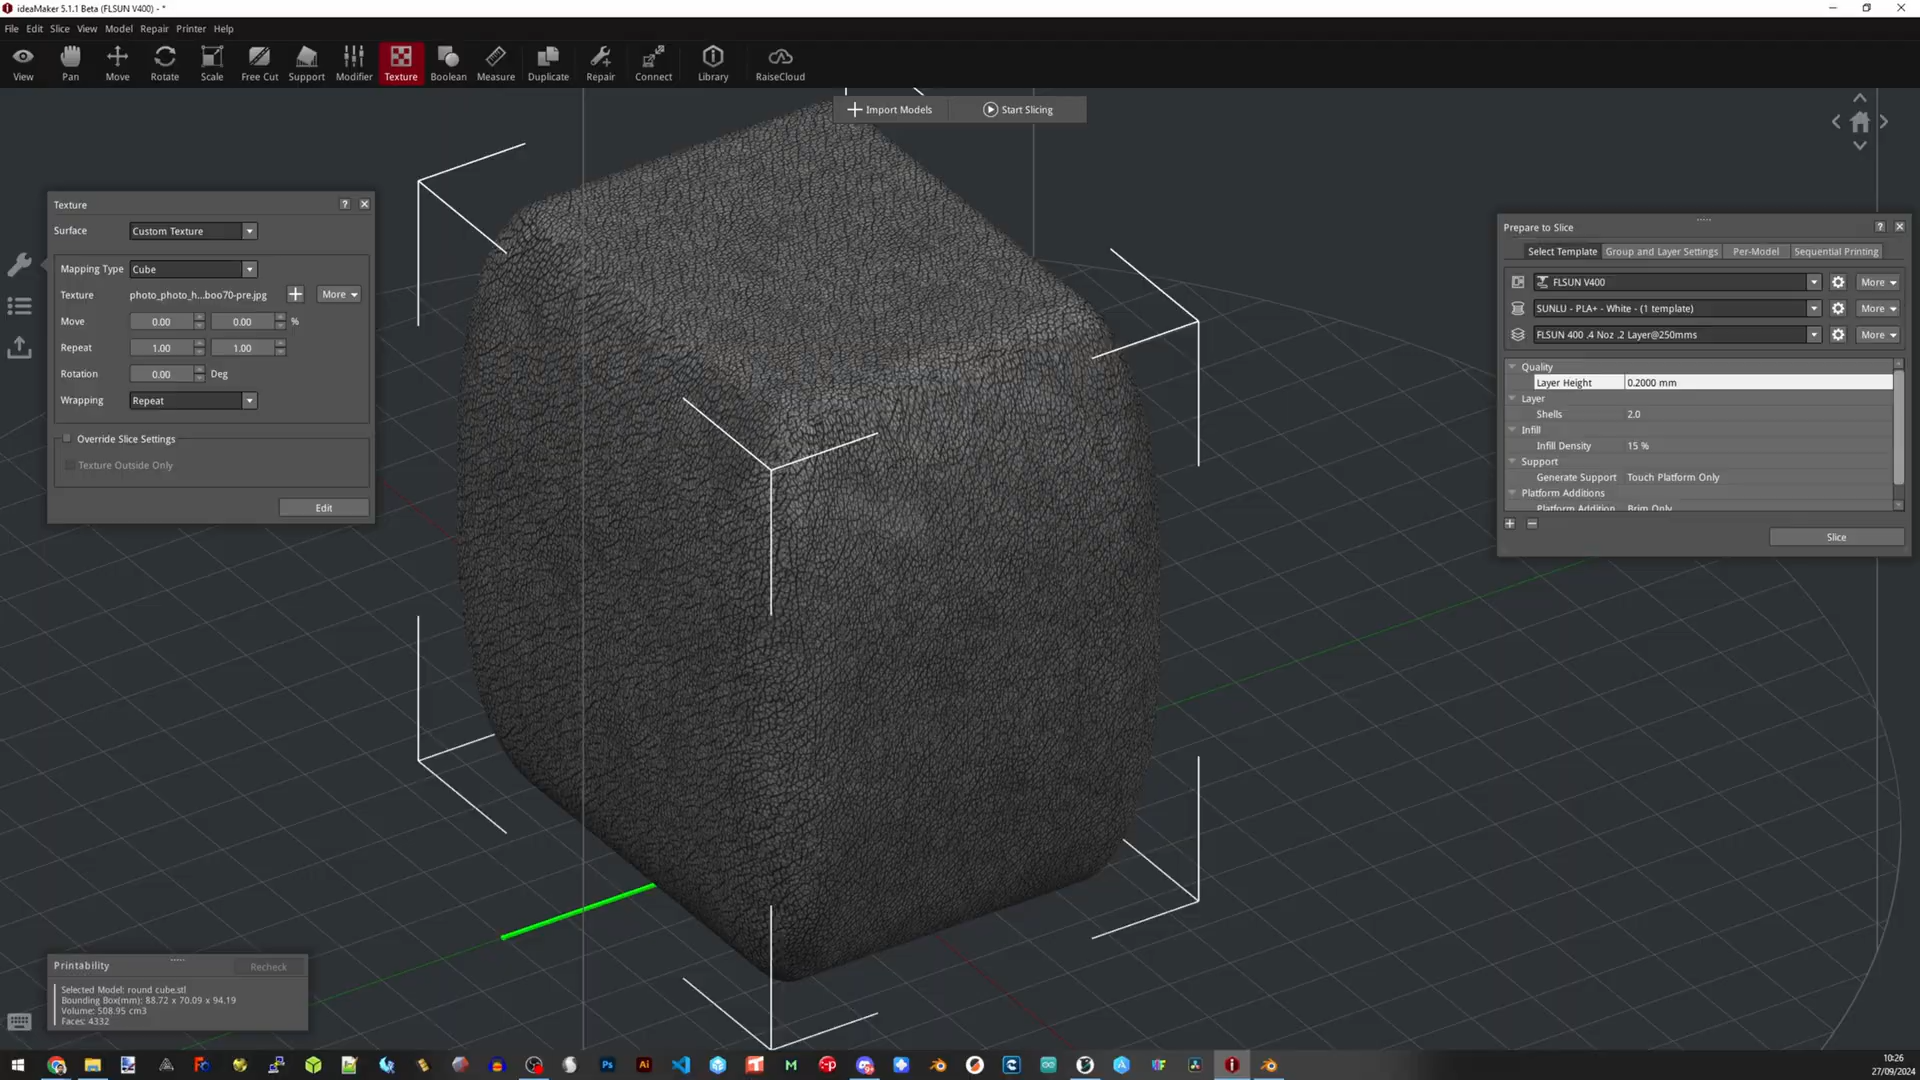 ideaMaker 5.1.1 Beta (FLSUN V400) - *
File Edit Slice View Model Repair Printer Help
View Pan Move Rotate Scale Free Cut Support Modifier Texture Boolean Measure Duplicate Repair Connect Library RaiseCloud
Import Models Start Slicing
Texture ?
Surface Custom Texture
Mapping Type Cube
Texture photo_photo_h...boo70-pre.jpg More
Move 0.00 0.00 %
Repeat 1.00 1.00
Rotation 0.00 Deg
Wrapping Repeat
Override Slice Settings
Texture Outside Only
Edit
Prepare to Slice ?
Select Template Group and Layer Settings Per-Model Sequential Printing
FLSUN V400 More
SUNLU - PLA+ - White - (1 template) More
FLSUN 400 .4 Noz .2 Layer@250mms More
Quality
Layer Height 0.2000 mm
Layer
Shells 2.0
Infill
Infill Density 15 %
Support
Generate Support Touch Platform Only
Platform Additions
Platform Addition Brim Only
Slice
Printability Recheck
Selected Model: round cube.stl
Bounding Box(mm): 88.72 x 70.09 x 94.19
Volume: 508.95 cm3
Faces: 4332
Ps Ai
10:26
27/09/2024